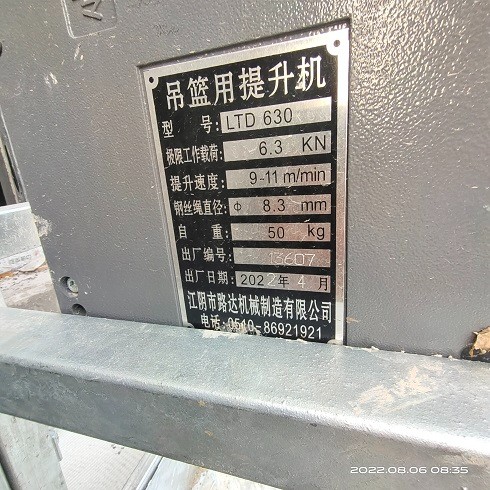 吊篮用提升机
型 号: LTD 630
极限工作载荷: 6.3 KN
提升速度: 9-11 m/min
钢丝绳直径: Φ 8.3 mm
自 重: 50 kg
出厂编号: 13607
出厂日期: 2022年4月
江阴市路达机械制造有限公司
电话: 0510-86921921
2022.08.06 08:35